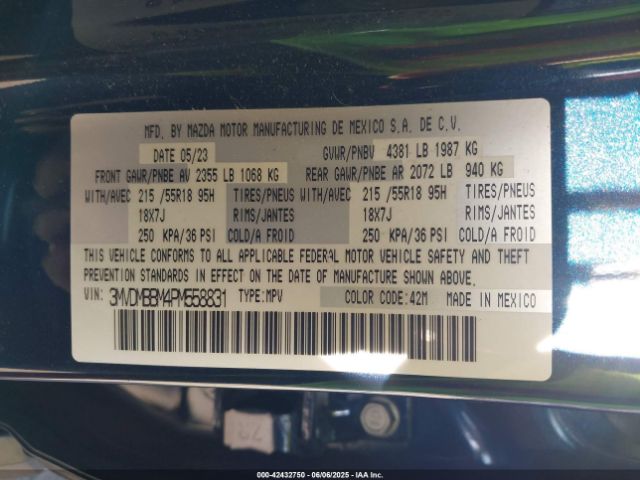 MFD. BY MAZDA MOTOR MANUFACTURING DE MEXICO S.A. DE C.V.
DATE 05/23 GVWR/PNBV 4381 LB 1987 KG
FRONT GAWR/PNBE AV 2355 LB 1068 KG REAR GAWR/PNBE AR 2072 LB 940 KG
WITH/AVEC 215 /55R18 95H TIRES/PNEUS WITH/AVEC 215 /55R18 95H TIRES/PNEUS
18X7J RIMS/JANTES 18X7J RIMS/JANTES
250 KPA/36 PSI COLD/A FROID 250 KPA/36 PSI COLD/A FROID
THIS VEHICLE CONFORMS TO ALL APPLICABLE FEDERAL MOTOR VEHICLE SAFETY AND THEFT
PREVENTION STANDARDS IN EFFECT ON THE DATE OF MANUFACTURE SHOWN ABOVE.
VIN: 3MVDMBBM4PM558831 TYPE:MPV COLOR CODE:42M MADE IN MEXICO
000-42432750 - 06/06/2025 - IAA Inc.